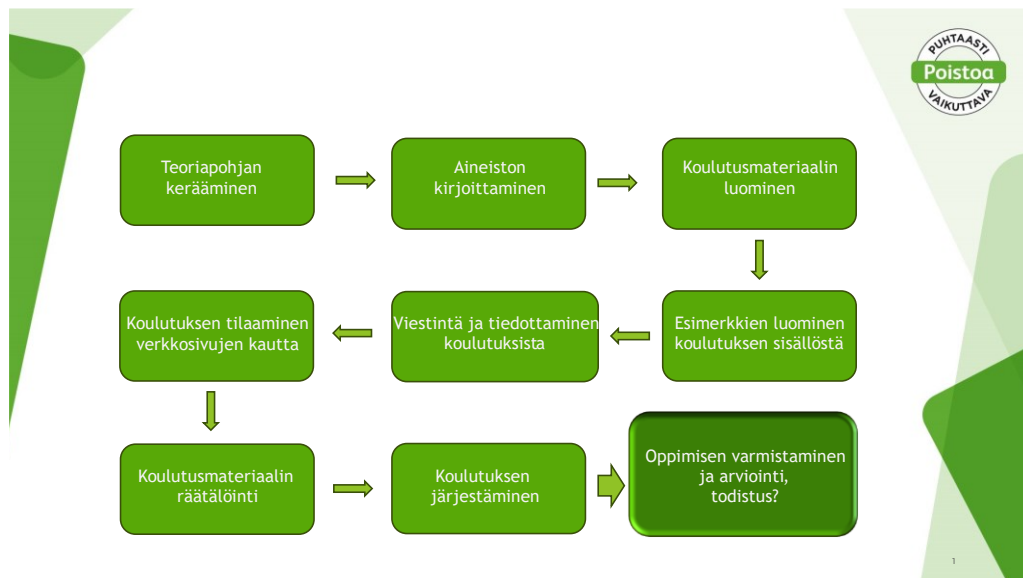 PUHTAASTI
Poistoa
VAIKUTTAVA
Teoriapohjan
kerääminen
Aineiston
kirjoittaminen
Koulutusmateriaalin
luominen
Koulutuksen tilaaminen
verkkosivujen kautta
Viestintä ja tiedottaminen
koulutuksista
Esimerkkien luominen
koulutuksen sisällöstä
Koulutusmateriaalin
räätälöinti
Koulutuksen
järjestäminen
Oppimisen varmistaminen
ja arviointi,
todistus?
1